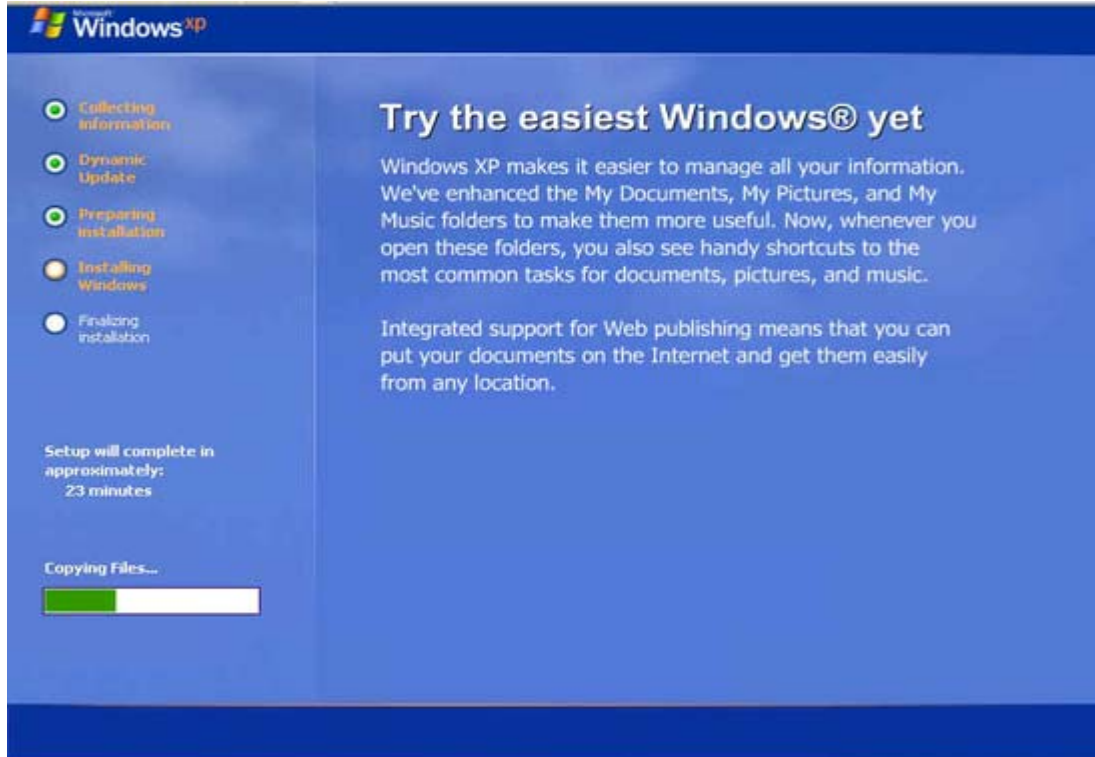 Microsoft
Windows xp
Collecting
information
Dynamic
Update
Preparing
installation
Installing
Windows
Finalizing
installation
Setup will complete in
approximately:
23 minutes
Copying Files...
Try the easiest Windows® yet
Windows XP makes it easier to manage all your information.
We've enhanced the My Documents, My Pictures, and My
Music folders to make them more useful. Now, whenever you
open these folders, you also see handy shortcuts to the
most common tasks for documents, pictures, and music.
Integrated support for Web publishing means that you can
put your documents on the Internet and get them easily
from any location.